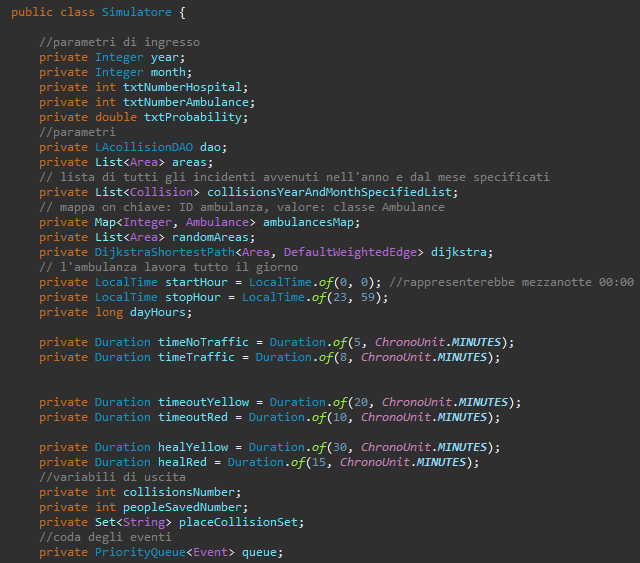 public class Simulatore {
//parametri di ingresso
private Integer year;
private Integer month;
private int txtNumberHospital;
private int txtNumberAmbulance;
private double txtProbability;
//parametri
private LAcollisionDAO dao;
private List<Area> areas;
// lista di tutti gli incidenti avvenuti nell'anno e dal mese specificati
private List<Collision> collisionsYearAndMonthSpecifiedList;
// mappa on chiave: ID ambulanza, valore: classe Ambulance
private Map<Integer, Ambulance> ambulancesMap;
private List<Area> randomAreas;
private DijkstraShortestPath<Area, DefaultWeightedEdge> dijkstra;
// l'ambulanza lavora tutto il giorno
private LocalTime startHour = LocalTime.of(0, 0); //rappresenterebbe mezzanotte 00:00
private LocalTime stopHour = LocalTime.of(23, 59);
private long dayHours;
private Duration timeNoTraffic = Duration.of(5, ChronoUnit.MINUTES);
private Duration timeTraffic = Duration.of(8, ChronoUnit.MINUTES);
private Duration timeoutYellow = Duration.of(20, ChronoUnit.MINUTES);
private Duration timeoutRed = Duration.of(10, ChronoUnit.MINUTES);
private Duration healYellow = Duration.of(30, ChronoUnit.MINUTES);
private Duration healRed = Duration.of(15, ChronoUnit.MINUTES);
//variabili di uscita
private int collisionsNumber;
private int peopleSavedNumber;
private Set<String> placeCollisionSet;
//coda degli eventi
private PriorityQueue<Event> queue;